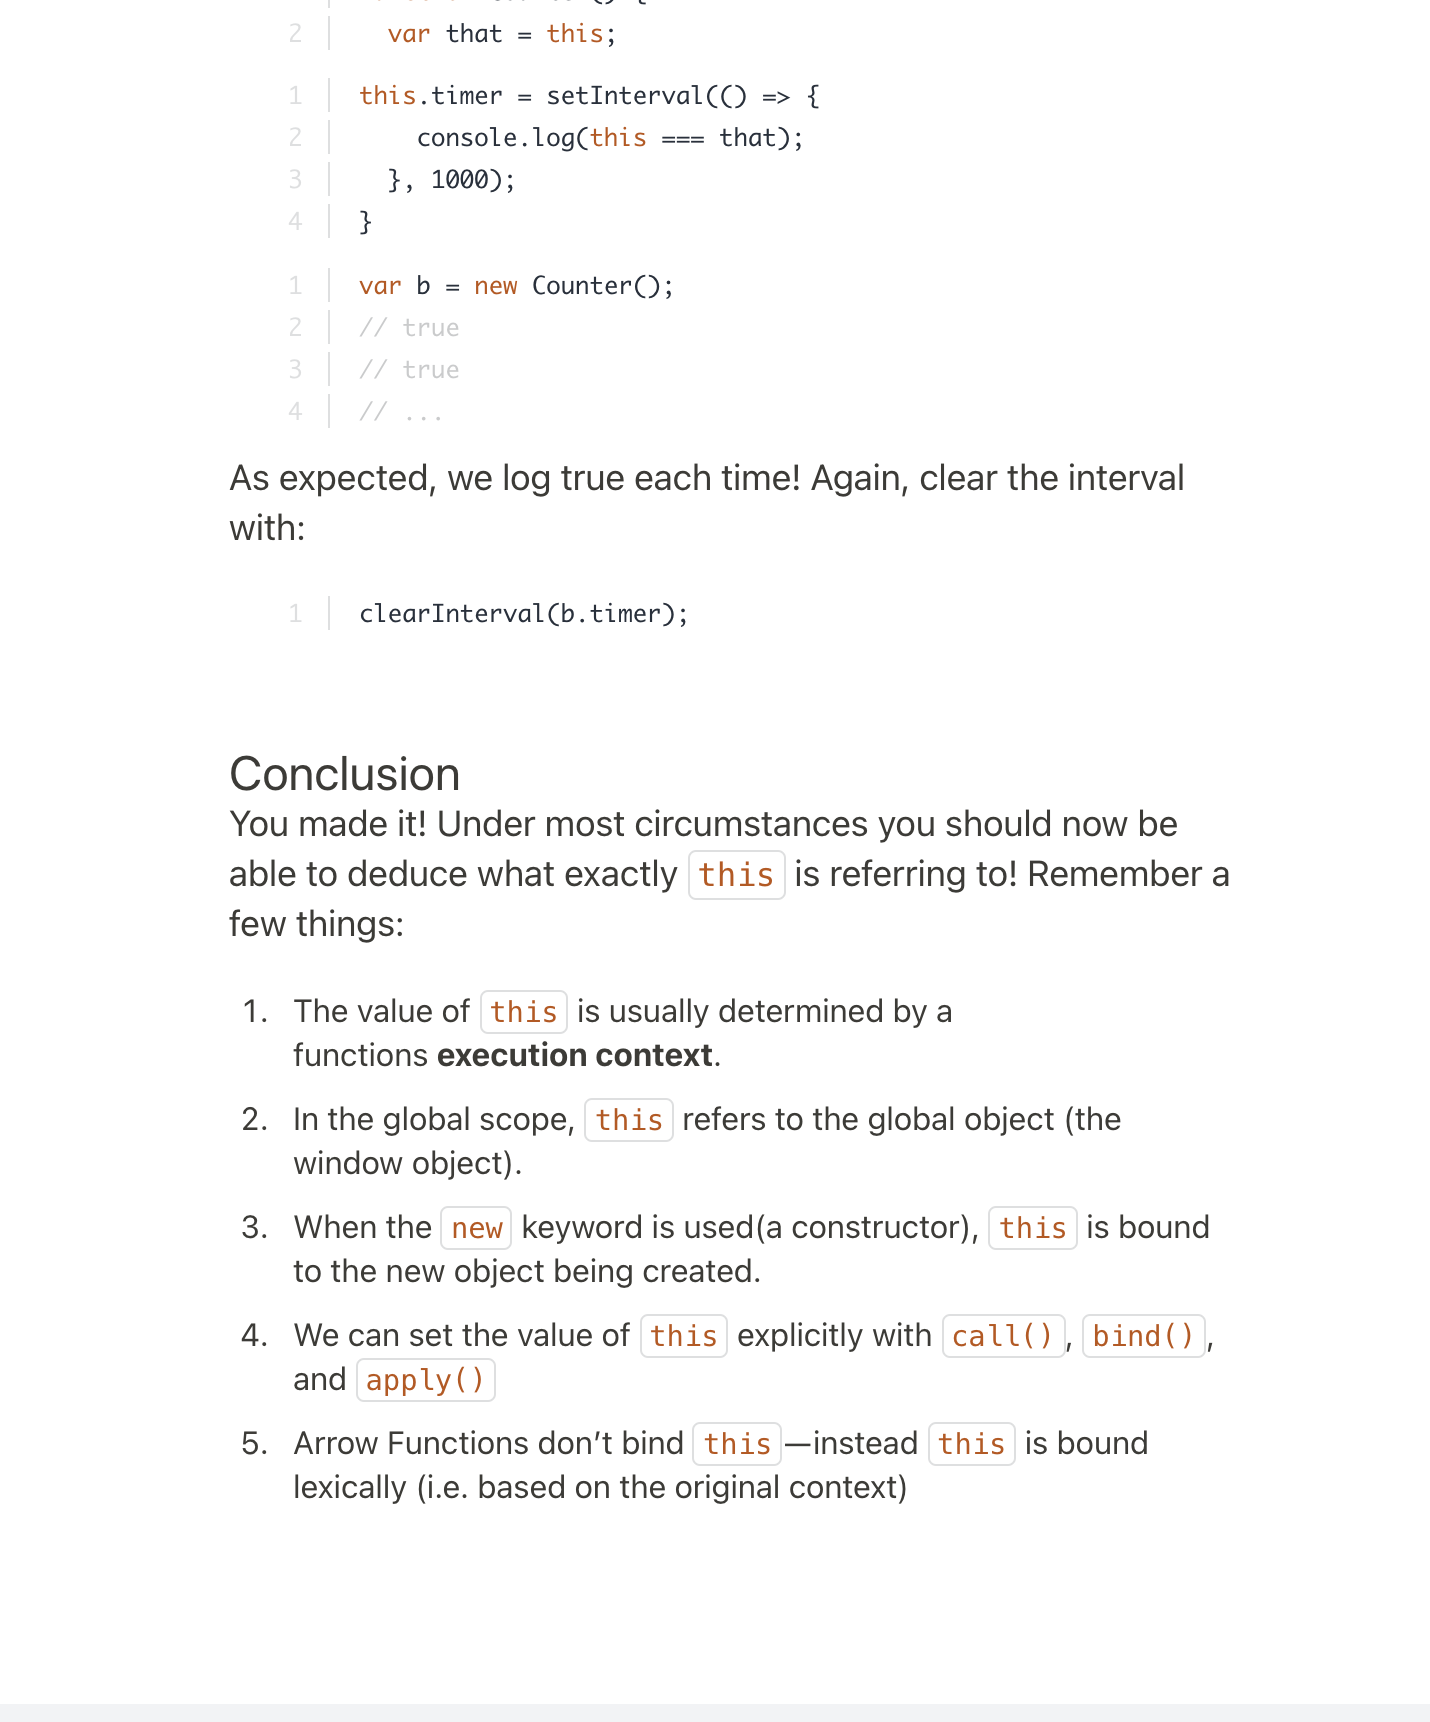 2 var that = this;
1 this.timer = setInterval(() => {
2 console.log(this === that);
3 }, 1000);
4 }
1 var b = new Counter();
2 // true
3 // true
4 // ...
As expected, we log true each time! Again, clear the interval
with:
1 clearInterval(b.timer);
Conclusion
You made it! Under most circumstances you should now be
able to deduce what exactly this is referring to! Remember a
few things:
1. The value of this is usually determined by a
functions execution context.
2. In the global scope, this refers to the global object (the
window object).
3. When the new keyword is used(a constructor), this is bound
to the new object being created.
4. We can set the value of this explicitly with call(), bind(),
and apply()
5. Arrow Functions don’t bind this—instead this is bound
lexically (i.e. based on the original context)